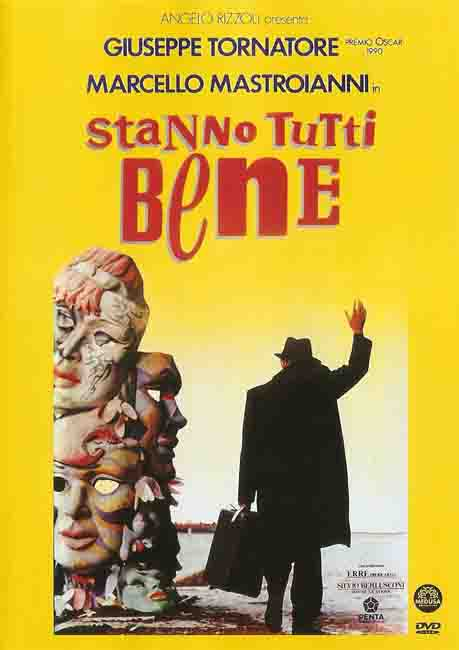 ANGELO RIZZOLI presenta
GIUSEPPE TORNATORE PREMIO OSCAR 1990
MARCELLO MASTROIANNI in
STANNO TUTTI
BENE
ERRE
SILVIO BERLUSCONI
PENTA
MEDUSA
DVD